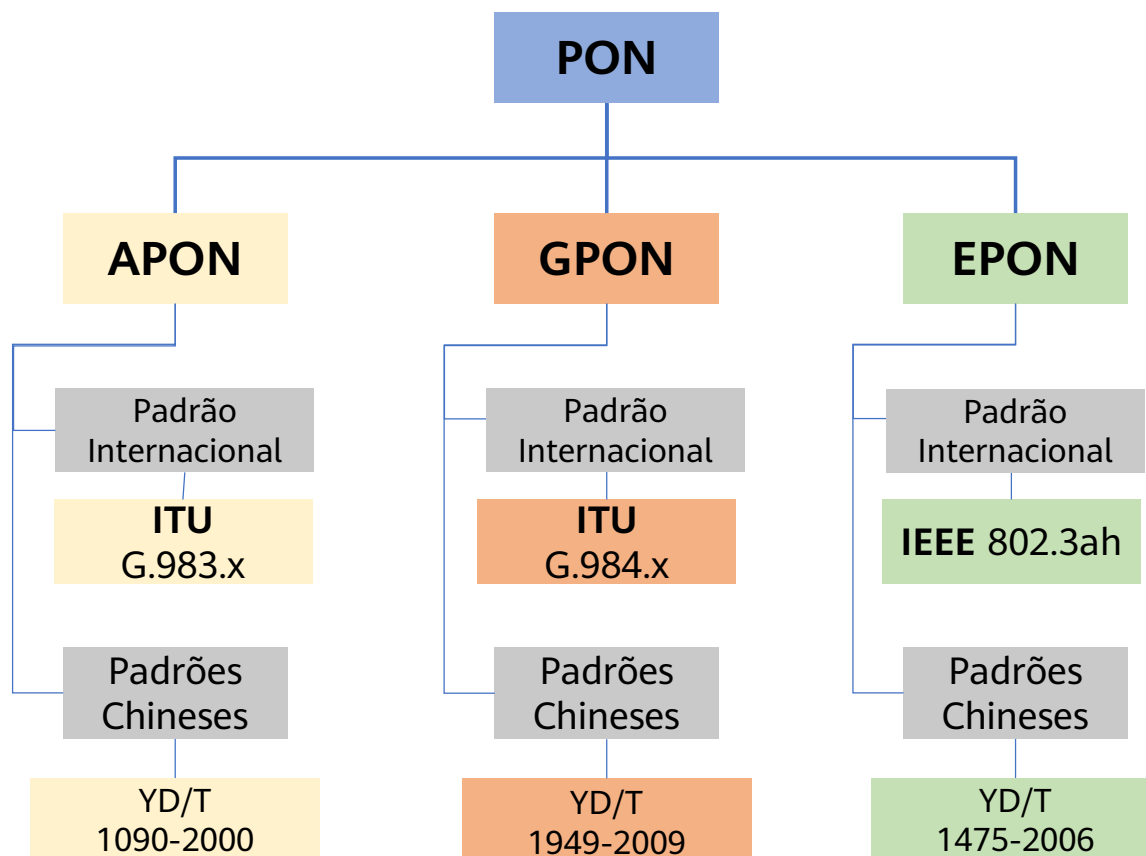 PON
APON
GPON
EPON
Padrão
Internacional
Padrão
Internacional
Padrão
Internacional
ITU
G.983.x
ITU
G.984.x
IEEE 802.3ah
Padrões
Chineses
Padrões
Chineses
Padrões
Chineses
YD/T
1090-2000
YD/T
1949-2009
YD/T
1475-2006